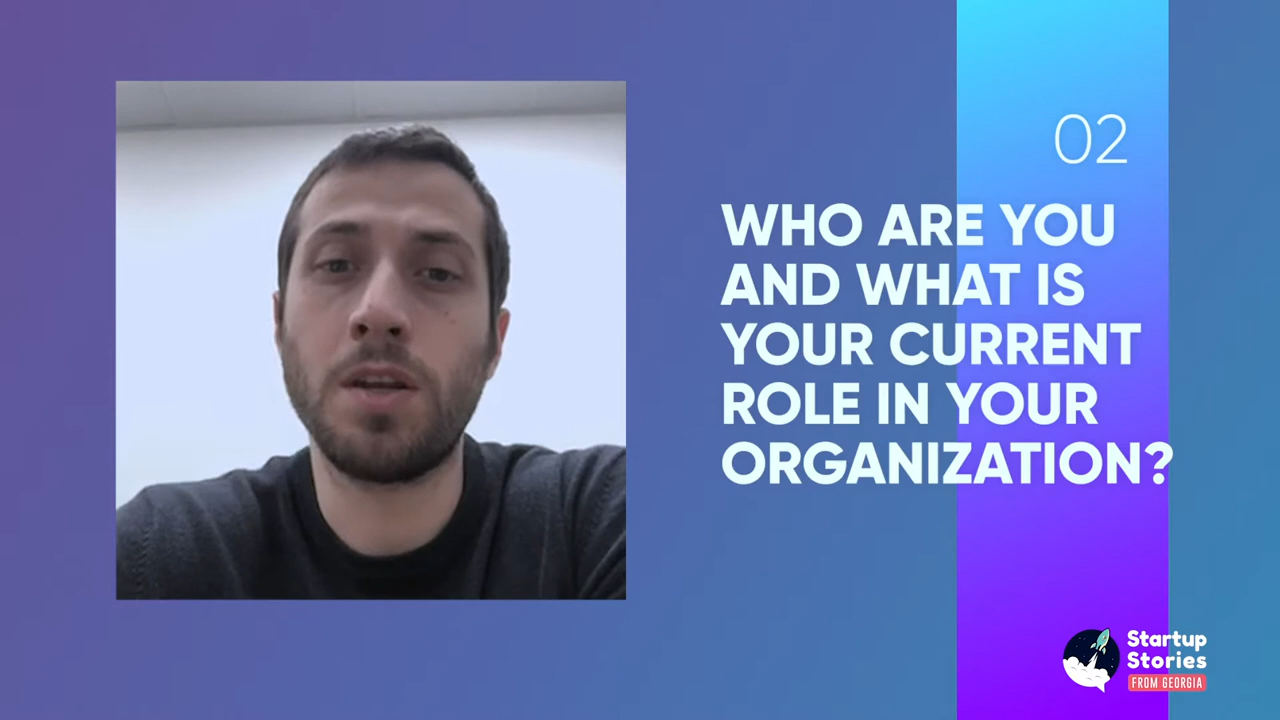 02
WHO ARE YOU
AND WHAT IS
YOUR CURRENT
ROLE IN YOUR
ORGANIZATION?
Startup
Stories
FROM GEORGIA